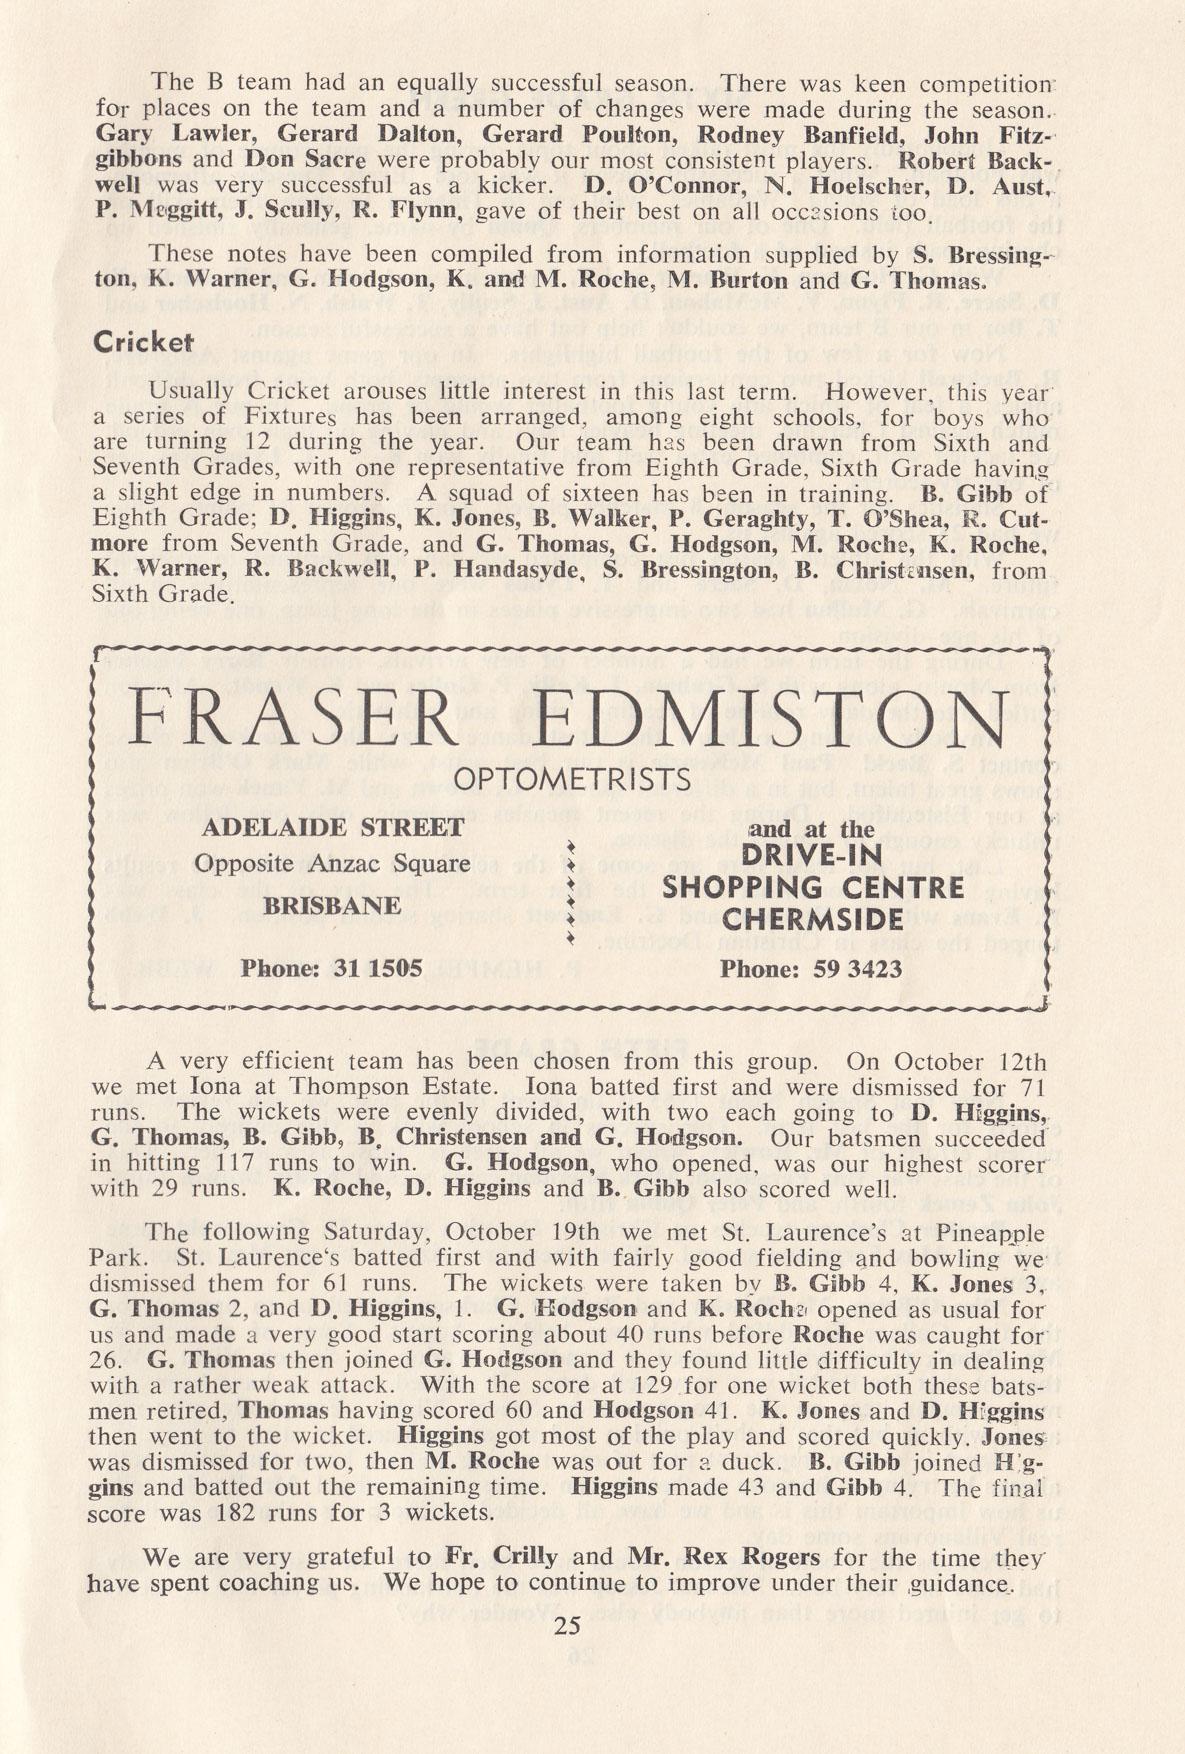 The B team had an equally successful season. There was keen competition
for places on the team and a number of changes were made during the season.
Gary Lawler, Gerard Dalton, Gerard Poulton, Rodney Banfield, John Fitz-
gibbons and Don Sacre were probably our most consistent players. Robert Back-
well was very successful as a kicker. D. O'Connor, N. Hoelscher, D. Aust,
P. Meggitt, J. Scully, R. Flynn, gave of their best on all occasions too.
These notes have been compiled from information supplied by S. Bressing-
ton, K. Warner, G. Hodgson, K. and M. Roche, M. Burton and G. Thomas.
Cricket
Usually Cricket arouses little interest in this last term. However, this year
a series of Fixtures has been arranged, among eight schools, for boys who
are turning 12 during the year. Our team has been drawn from Sixth and
Seventh Grades, with one representative from Eighth Grade, Sixth Grade having
a slight edge in numbers. A squad of sixteen has been in training. B. Gibb of
Eighth Grade; D. Higgins, K. Jones, B. Walker, P. Geraghty, T. O'Shea, R. Cut-
more from Seventh Grade, and G. Thomas, G. Hodgson, M. Roche, K. Roche,
K. Warner, R. Backwell, P. Handasyde, S. Bressington, B. Christensen, from
Sixth Grade.
FRASER EDMISTON
OPTOMETRISTS
ADELAIDE STREET
Opposite Anzac Square
BRISBANE
Phone: 31 1505
and at the
DRIVE-IN
SHOPPING CENTRE
CHERMSIDE
Phone: 59 3423
A very efficient team has been chosen from this group. On October 12th
we met Iona at Thompson Estate. Iona batted first and were dismissed for 71
runs. The wickets were evenly divided, with two each going to D. Higgins,
G. Thomas, B. Gibb, B. Christensen and G. Hodgson. Our batsmen succeeded
in hitting 117 runs to win. G. Hodgson, who opened, was our highest scorer
with 29 runs. K. Roche, D. Higgins and B. Gibb also scored well.
The following Saturday, October 19th we met St. Laurence's at Pineapple
Park. St. Laurence's batted first and with fairly good fielding and bowling we
dismissed them for 61 runs. The wickets were taken by B. Gibb 4, K. Jones 3,
G. Thomas 2, and D. Higgins, 1. G. Hodgson and K. Roche opened as usual for
us and made a very good start scoring about 40 runs before Roche was caught for
26. G. Thomas then joined G. Hodgson and they found little difficulty in dealing
with a rather weak attack. With the score at 129 for one wicket both these bats-
men retired, Thomas having scored 60 and Hodgson 41. K. Jones and D. Higgins
then went to the wicket. Higgins got most of the play and scored quickly. Jones
was dismissed for two, then M. Roche was out for a duck. B. Gibb joined Hig-
gins and batted out the remaining time. Higgins made 43 and Gibb 4. The final
score was 182 runs for 3 wickets.
We are very grateful to Fr. Crilly and Mr. Rex Rogers for the time they
have spent coaching us. We hope to continue to improve under their guidance.
25